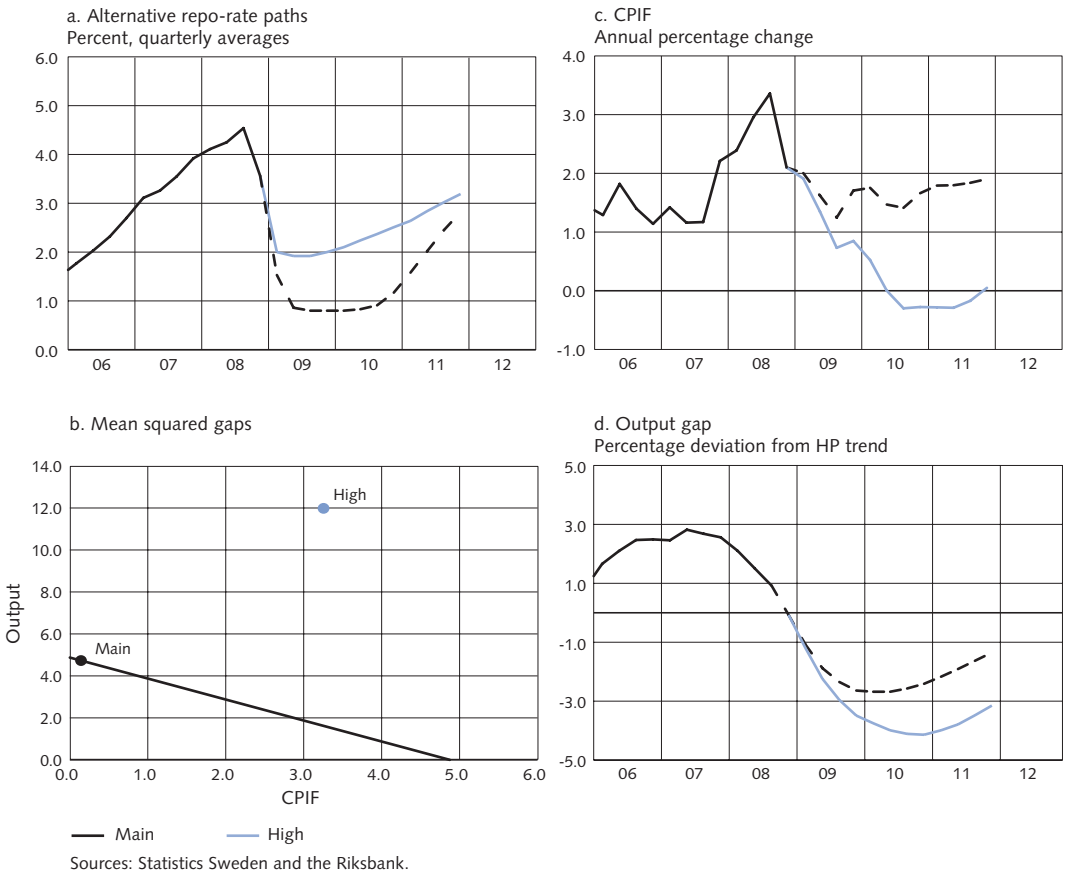 a. Alternative repo-rate paths
Percent, quarterly averages
6.0
5.0
4.0
3.0
2.0
1.0
0.0
06 07 08 09 10 11 12
c. CPIF
Annual percentage change
4.0
3.0
2.0
1.0
0.0
-1.0
06 07 08 09 10 11 12
b. Mean squared gaps
14.0
12.0
10.0
8.0
6.0
4.0
2.0
0.0
Output
High
Main
0.0 1.0 2.0 3.0 4.0 5.0 6.0
CPIF
d. Output gap
Percentage deviation from HP trend
5.0
3.0
1.0
-1.0
-3.0
-5.0
06 07 08 09 10 11 12
Main High
Sources: Statistics Sweden and the Riksbank.